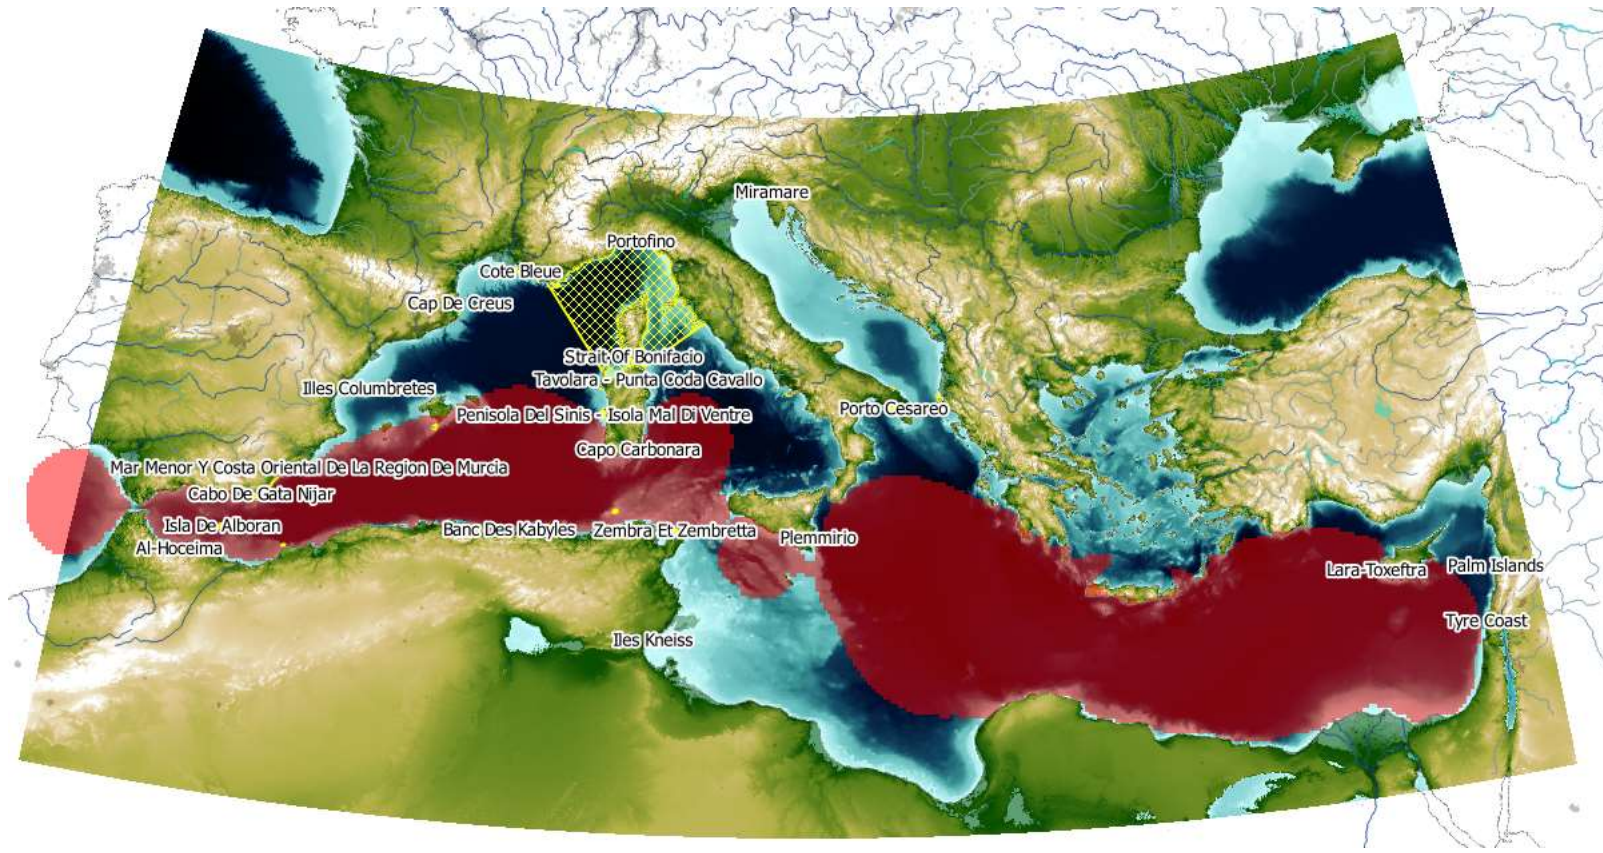 Miramare
Portofino
Cote Bleue
Cap De Creus
Strait Of Bonifacio
Tavolara - Punta Coda Cavallo
Illes Columbretes
Penisola Del Sinis - Isola Mal Di Ventre
Porto Cesareo
Capo Carbonara
Mar Menor Y Costa Oriental De La Region De Murcia
Cabo De Gata Nijar
Isla De Alboran
Banc Des Kabyles
Zembra Et Zembretta
Plemmirio
Al-Hoceima
Lara-Toxeftra
Palm Islands
Tyre Coast
Iles Kneiss